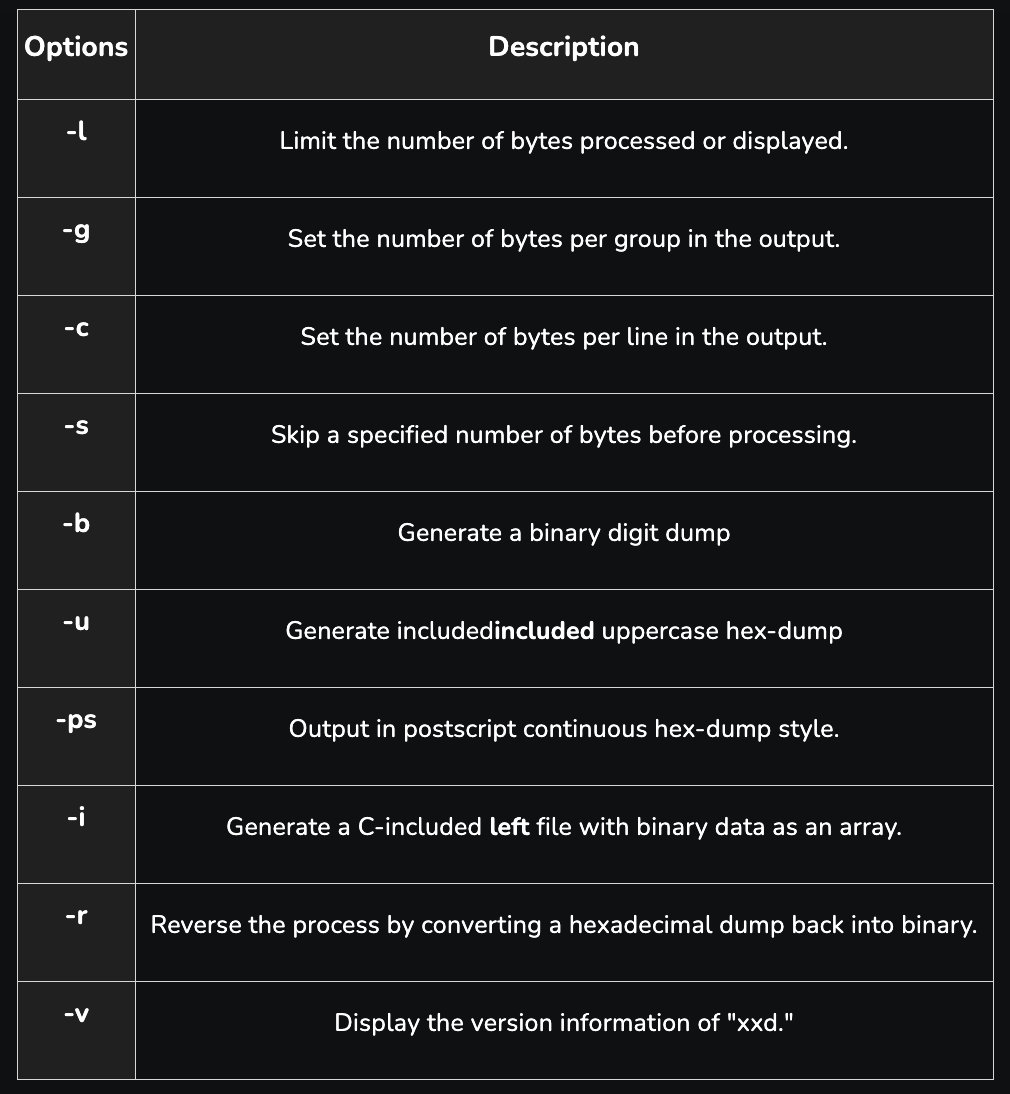 Options Description
-l Limit the number of bytes processed or displayed.
-g Set the number of bytes per group in the output.
-c Set the number of bytes per line in the output.
-s Skip a specified number of bytes before processing.
-b Generate a binary digit dump
-u Generate includedincluded uppercase hex-dump
-ps Output in postscript continuous hex-dump style.
-i Generate a C-included left file with binary data as an array.
-r Reverse the process by converting a hexadecimal dump back into binary.
-v Display the version information of "xxd."